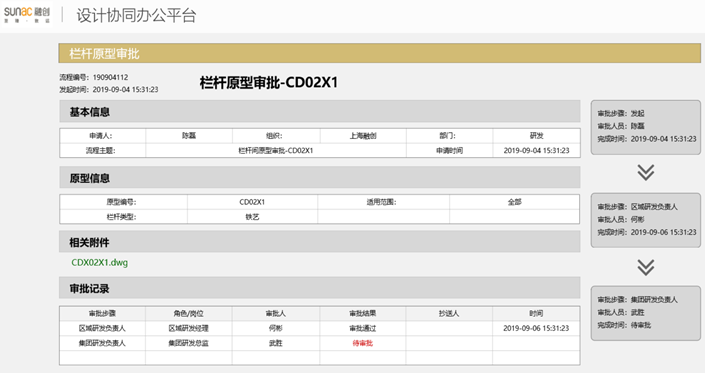 sunac 融创
设计协同办公平台
栏杆原型审批
流程编号：190904112
发起时间：2019-09-04 15:31:23
栏杆原型审批-CD02X1
基本信息
申请人： 陈磊 组织： 上海融创 部门： 研发
流程主题： 栏杆间原型审批-CD02X1 申请时间 2019-09-04 15:31:23
原型信息
原型编号： CD02X1 适用范围： 全部
栏杆类型： 铁艺
相关附件
CDX02X1.dwg
审批记录
审批步骤 角色/岗位 审批人 审批结果 抄送人 时间
区域研发负责人 区域研发经理 何彬 审批通过 2019-09-06 15:31:23
集团研发负责人 集团研发总监 武胜 待审批
审批步骤：发起
审批人员：陈磊
完成时间：2019-09-04 15:31:23
审批步骤：区域研发负责人
审批人员：何彬
完成时间：2019-09-06 15:31:23
审批步骤：集团研发负责人
审批人员：武胜
完成时间：待审批